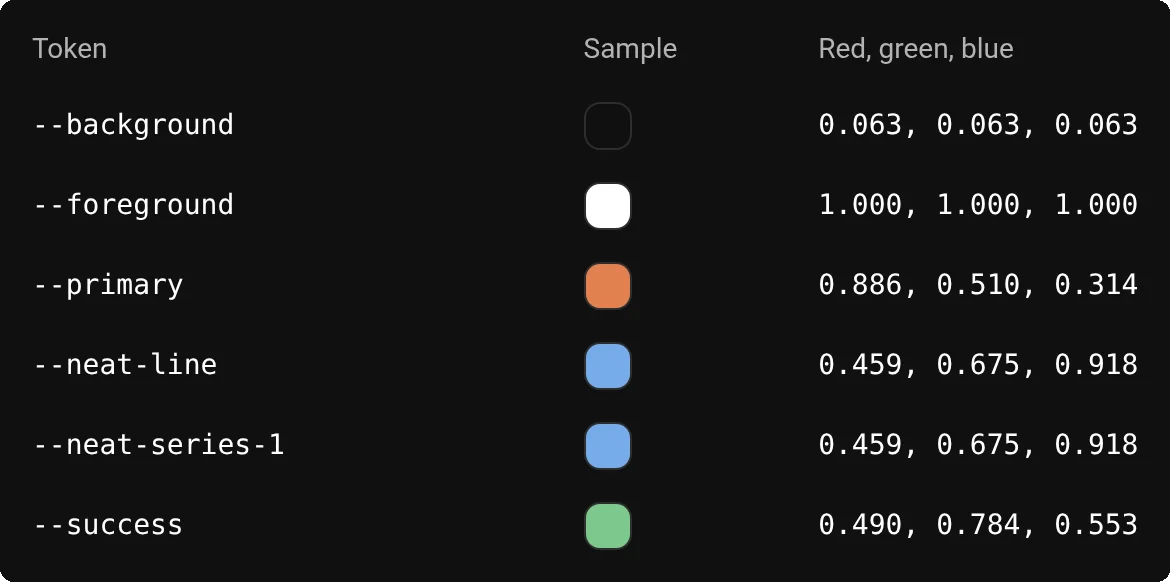 Token Sample Red, green, blue
--background 0.063, 0.063, 0.063
--foreground 1.000, 1.000, 1.000
--primary 0.886, 0.510, 0.314
--neat-line 0.459, 0.675, 0.918
--neat-series-1 0.459, 0.675, 0.918
--success 0.490, 0.784, 0.553